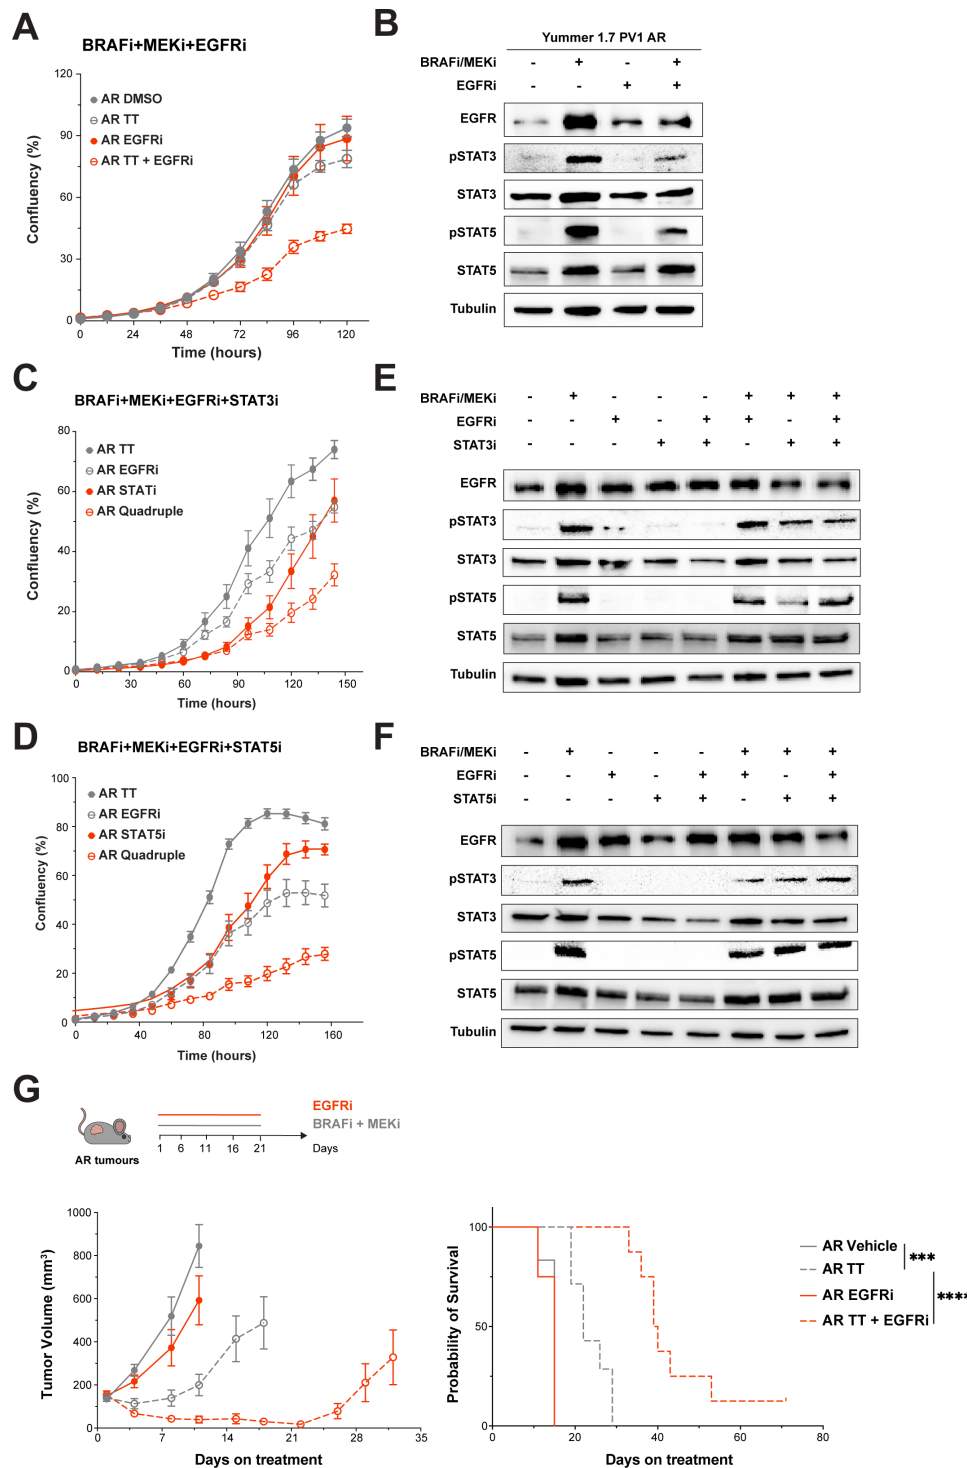 A
BRAFi+MEKi+EGFRi
120
90
60
30
0
Confluency (%)
AR DMSO
AR TT
AR EGFRi
AR TT + EGFRi
0 24 48 72 96 120
Time (hours)
B
Yummer 1.7 PV1 AR
BRAFi/MEKi - + - +
EGFRi - - + +
EGFR
pSTAT3
STAT3
pSTAT5
STAT5
Tubulin
C
BRAFi+MEKi+EGFRi+STAT3i
80
60
40
20
0
Confluency (%)
AR TT
AR EGFRi
AR STATi
AR Quadruple
0 30 60 90 120 150
Time (hours)
E
BRAFi/MEKi - + - - - + + +
EGFRi - - + - + + - +
STAT3i - - - + + - + +
EGFR
pSTAT3
STAT3
pSTAT5
STAT5
Tubulin
D
BRAFi+MEKi+EGFRi+STAT5i
100
80
60
40
20
0
Confluency (%)
AR TT
AR EGFRi
AR STAT5i
AR Quadruple
0 40 80 120 160
Time (hours)
F
BRAFi/MEKi - + - - - + + +
EGFRi - - + - + + - +
STAT5i - - - + + - + +
EGFR
pSTAT3
STAT3
pSTAT5
STAT5
Tubulin
G
AR tumours
EGFRi
BRAFi + MEKi
1 6 11 16 21 Days
1000
800
600
400
200
0
Tumor Volume (mm³)
0 7 14 21 28 35
Days on treatment
100
50
0
Probability of Survival
0 20 40 60 80
Days on treatment
AR Vehicle
AR TT
AR EGFRi
AR TT + EGFRi
***
****